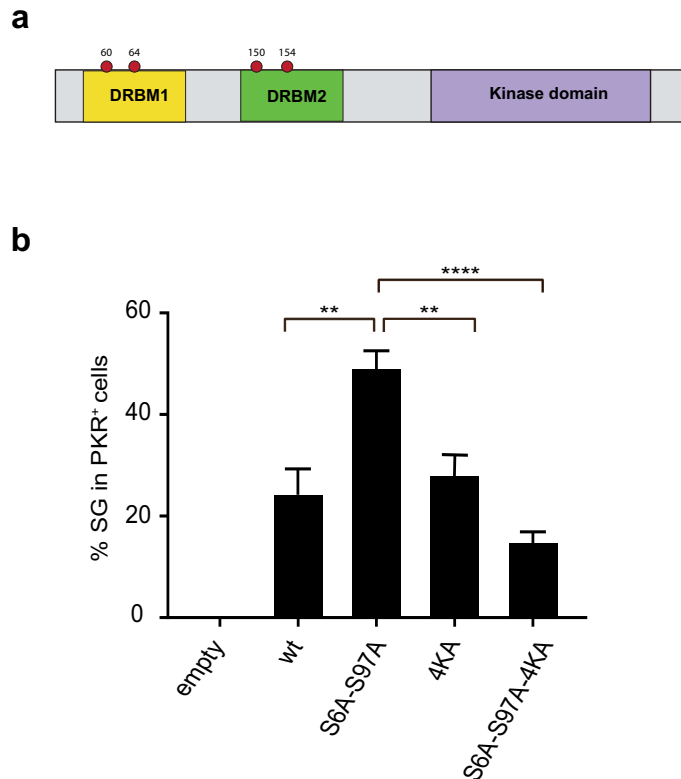 a
60 64 150 154
DRBM1 DRBM2 Kinase domain
b
****
** **
% SG in PKR⁺ cells
60
40
20
0
empty wt S6A-S97A 4KA S6A-S97A-4KA